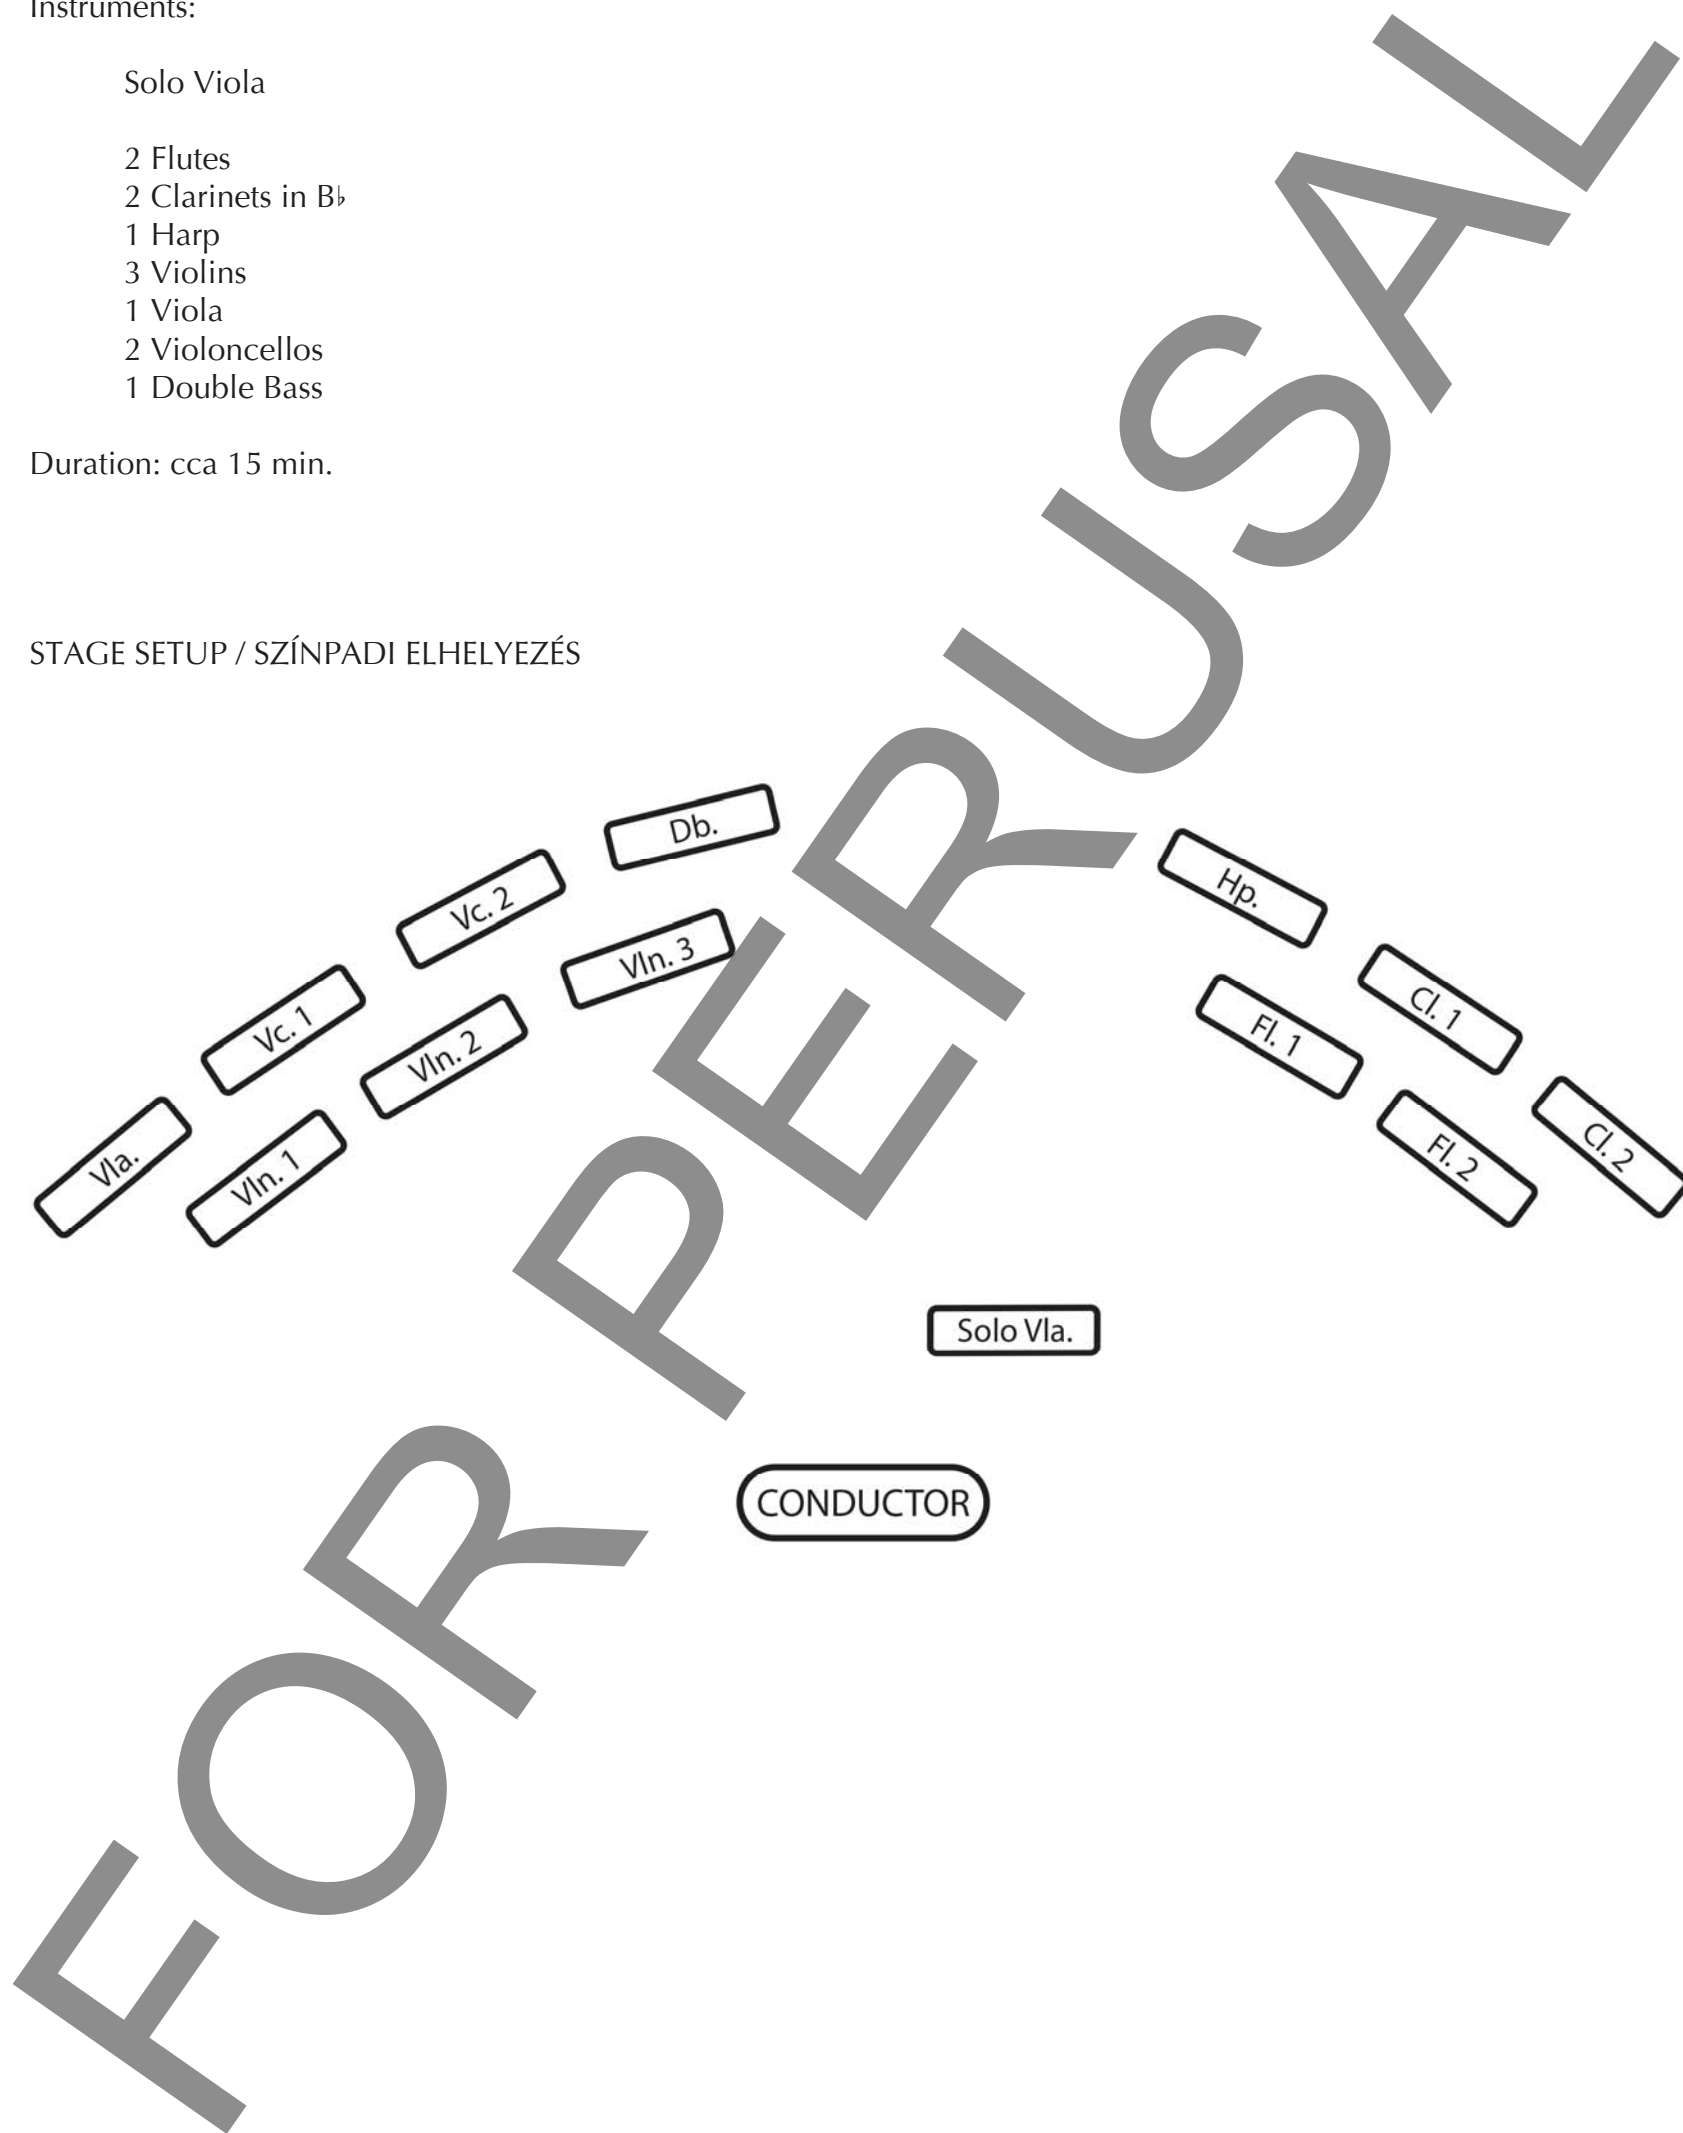 Instruments:
Solo Viola
2 Flutes
2 Clarinets in B♭
1 Harp
3 Violins
1 Viola
2 Violoncellos
1 Double Bass
Duration: cca 15 min.
STAGE SETUP / SZÍNPADI ELHELYEZÉS
Db.
Hp.
Vc. 2
Vln. 3
Cl. 1
Vc. 1
Vln. 2
Fl. 1
Vla.
Vln. 1
Fl. 2
Cl. 2
Solo Vla.
CONDUCTOR
FOR PERUSAL